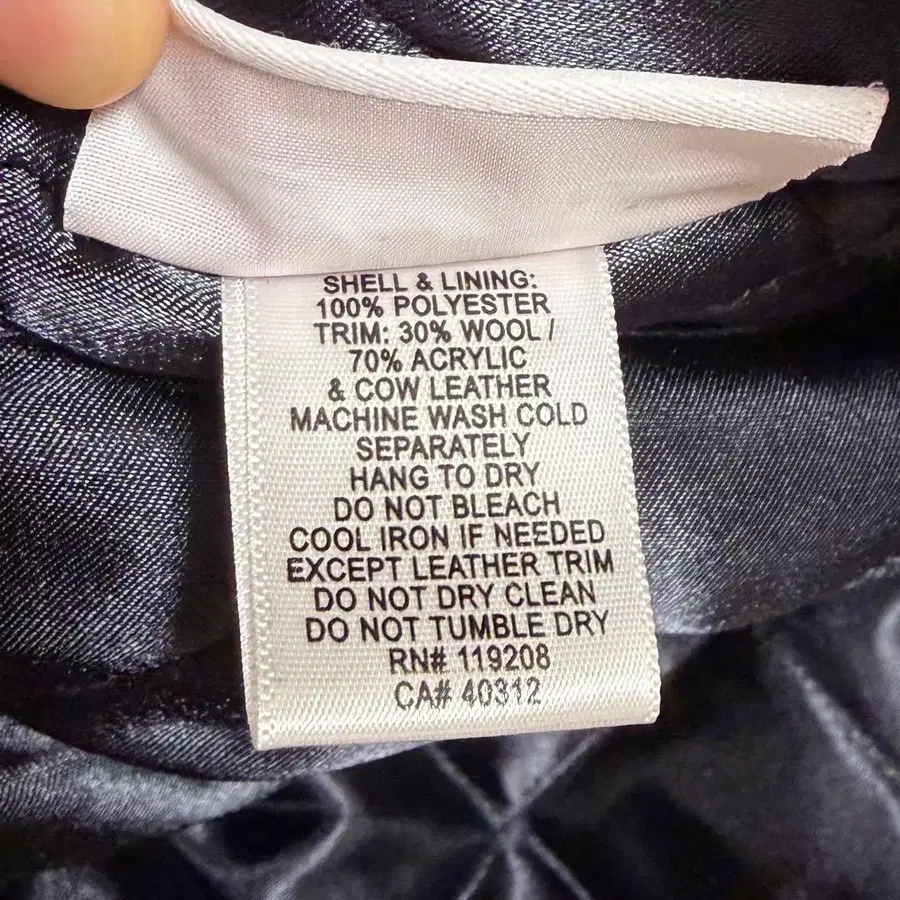 SHELL & LINING:
100% POLYESTER
TRIM: 30% WOOL /
70% ACRYLIC
& COW LEATHER
MACHINE WASH COLD
SEPARATELY
HANG TO DRY
DO NOT BLEACH
COOL IRON IF NEEDED
EXCEPT LEATHER TRIM
DO NOT DRY CLEAN
DO NOT TUMBLE DRY
RN# 119208
CA# 40312